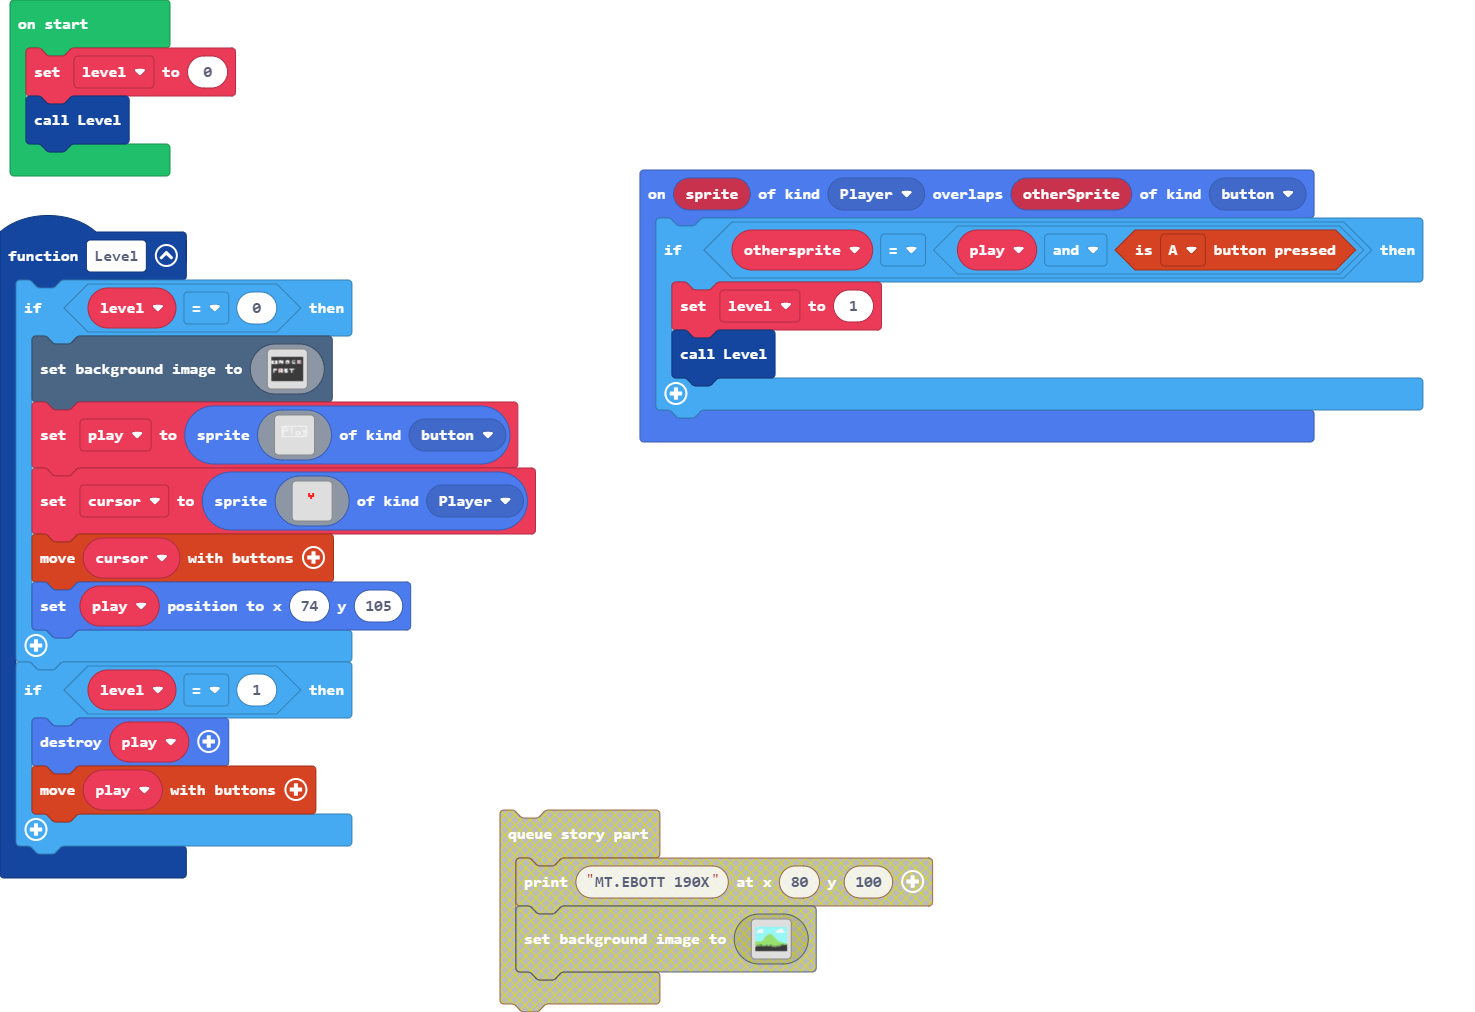 on start
set level to 0
call Level
function Level
if level = 0 then
set background image to
set play to sprite Play of kind button
set cursor to sprite of kind Player
move cursor with buttons
set play position to x 74 y 105
if level = 1 then
destroy play
move play with buttons
on sprite of kind Player overlaps otherSprite of kind button
if othersprite = play and is A button pressed then
set level to 1
call Level
queue story part
print "MT.EBOTT 190X" at x 80 y 100
set background image to